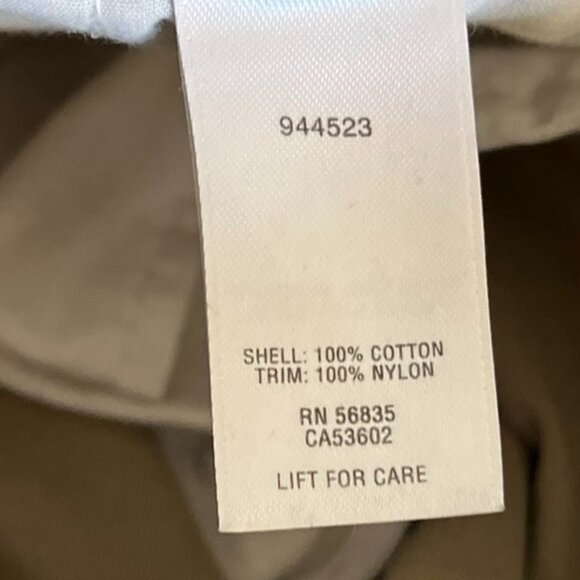 944523
SHELL: 100% COTTON
TRIM: 100% NYLON
RN 56835
CA53602
LIFT FOR CARE